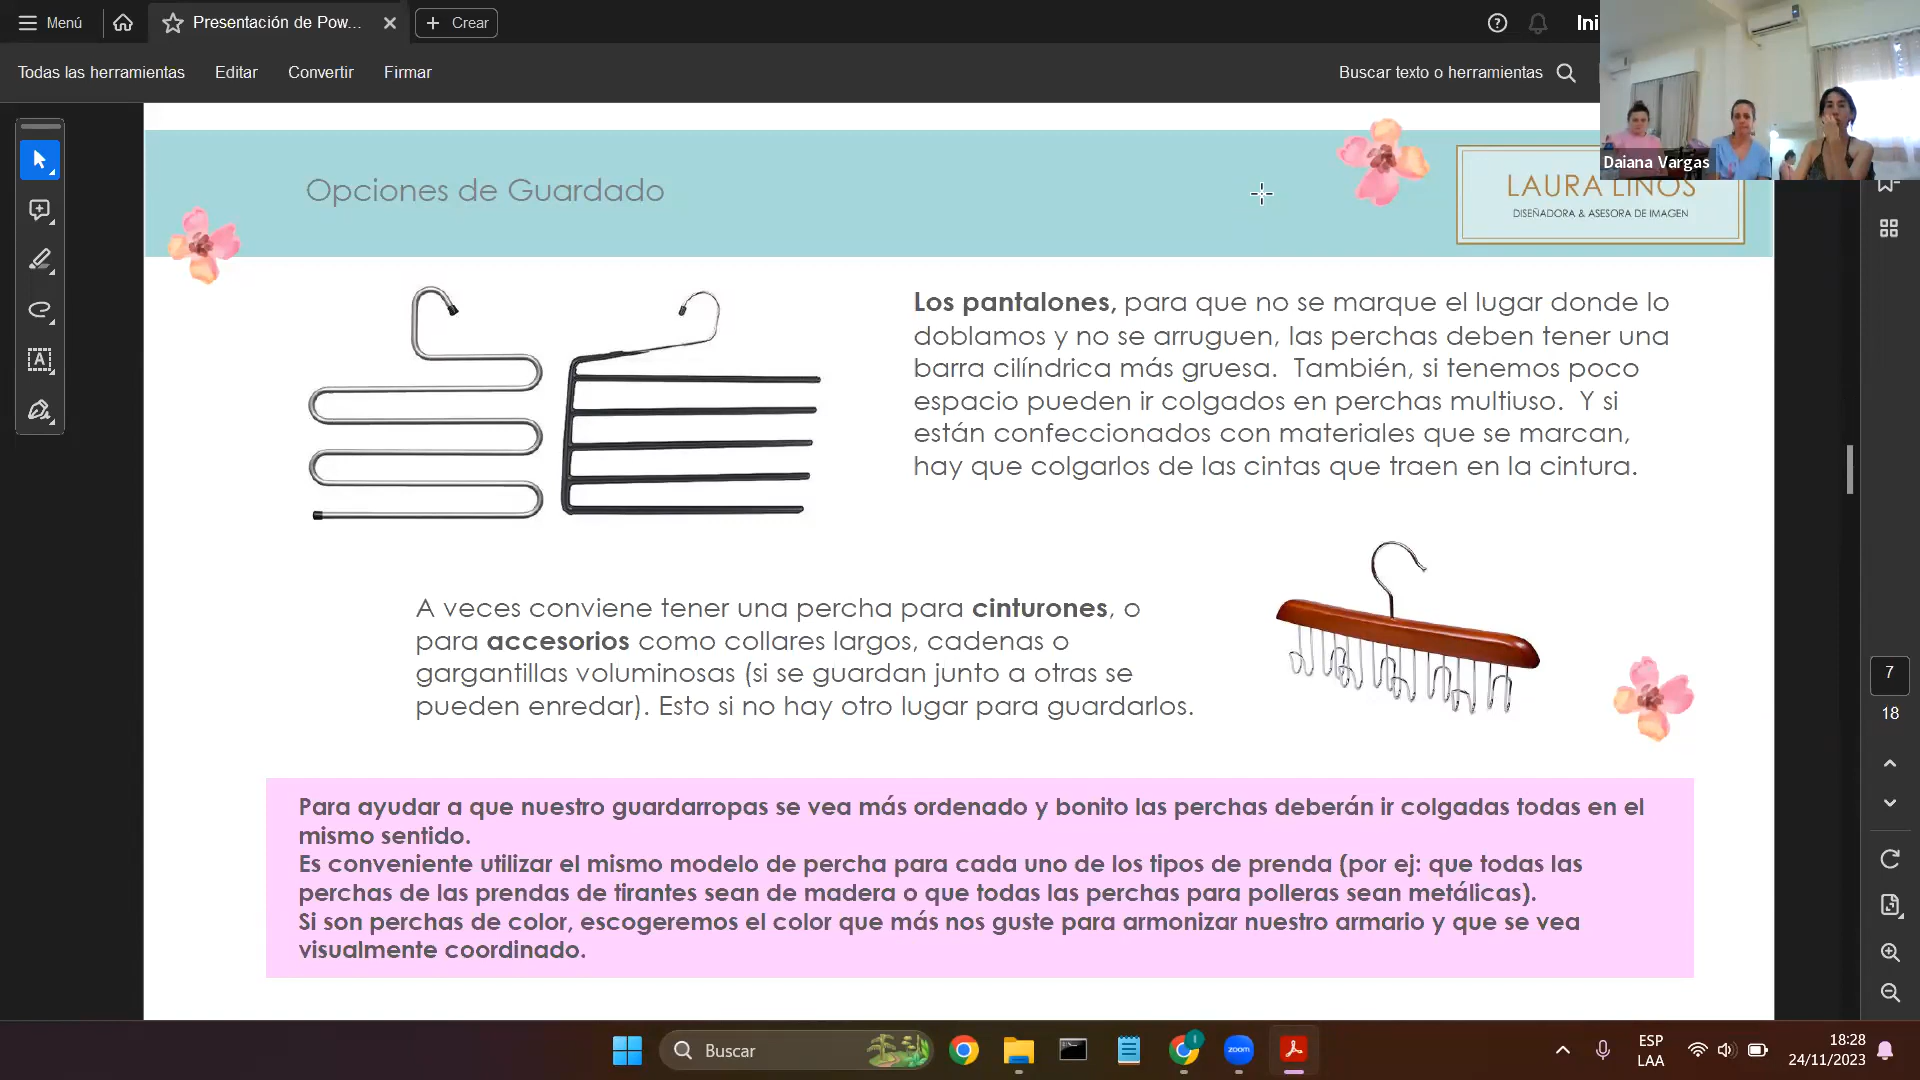 Menú
Presentación de Pow...
Crear
Ini
Todas las herramientas
Editar
Convertir
Firmar
Buscar texto o herramientas
Daiana Vargas
Opciones de Guardado
LAURA LINOS
DISEÑADORA & ASESORA DE IMAGEN
Los pantalones, para que no se marque el lugar donde lo
doblamos y no se arruguen, las perchas deben tener una
barra cilíndrica más gruesa. También, si tenemos poco
espacio pueden ir colgados en perchas multiuso. Y si
están confeccionados con materiales que se marcan,
hay que colgarlos de las cintas que traen en la cintura.
A veces conviene tener una percha para cinturones, o
para accesorios como collares largos, cadenas o
gargantillas voluminosas (si se guardan junto a otras se
pueden enredar). Esto si no hay otro lugar para guardarlos.
Para ayudar a que nuestro guardarropas se vea más ordenado y bonito las perchas deberán ir colgadas todas en el
mismo sentido.
Es conveniente utilizar el mismo modelo de percha para cada uno de los tipos de prenda (por ej: que todas las
perchas de las prendas de tirantes sean de madera o que todas las perchas para polleras sean metálicas).
Si son perchas de color, escogeremos el color que más nos guste para armonizar nuestro armario y que se vea
visualmente coordinado.
7
18
Buscar
zoom
ESP
LAA
18:28
24/11/2023